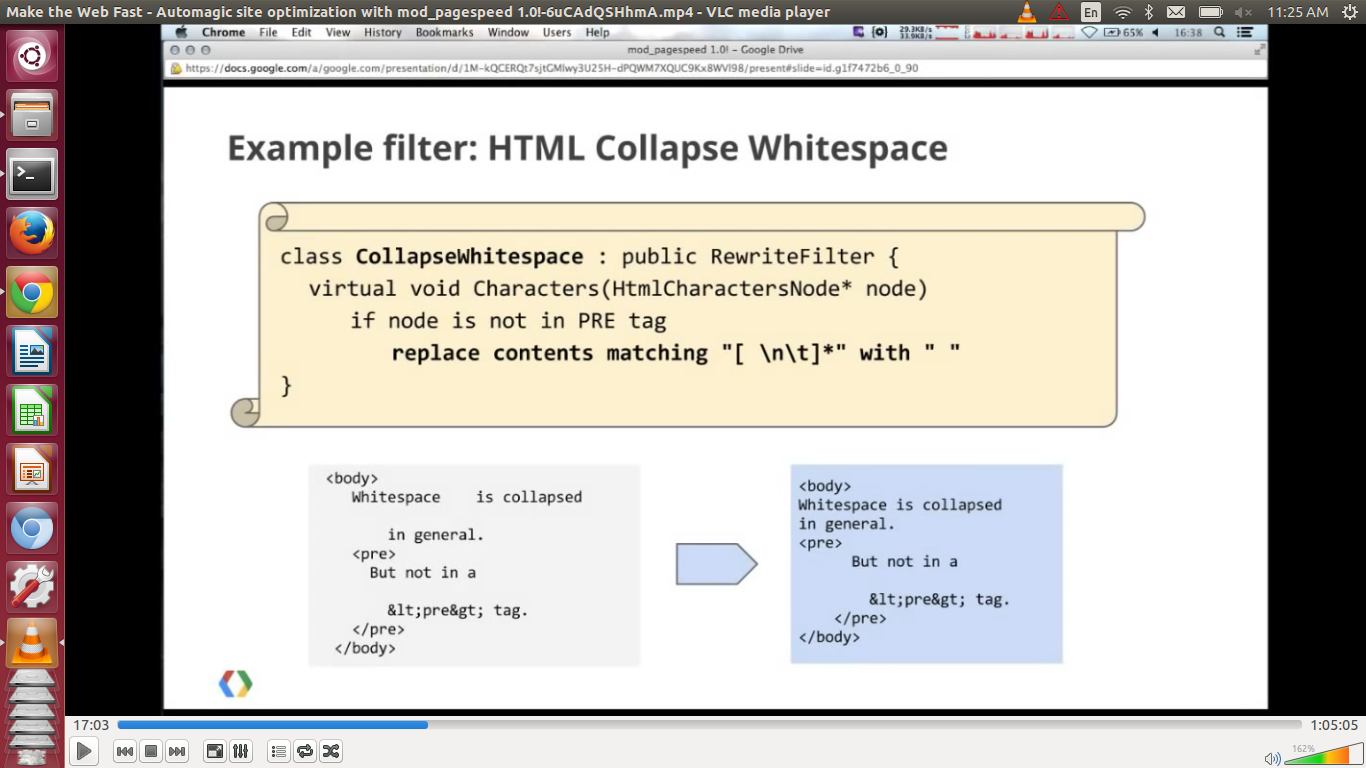 Make the Web Fast - Automagic site optimization with mod_pagespeed 1.0!-6uCAdQSHhmA.mp4 - VLC media player
En
11:25 AM
Chrome File Edit View History Bookmarks Window Users Help
29.3KB/s
33.9KB/s
65%
16:38
mod_pagespeed 1.0! – Google Drive
https://docs.google.com/a/google.com/presentation/d/1M-kQCERQt7sjtGMlwy3U25H-dPQWM7XQUC9Kx8WVl98/present#slide=id.g1f7472b6_0_90
Example filter: HTML Collapse Whitespace
class CollapseWhitespace : public RewriteFilter {
virtual void Characters(HtmlCharactersNode* node)
if node is not in PRE tag
replace contents matching "[ \n\t]*" with " "
}
<body>
Whitespace is collapsed
in general.
<pre>
But not in a
&lt;pre&gt; tag.
</pre>
</body>
<body>
Whitespace is collapsed
in general.
<pre>
But not in a
&lt;pre&gt; tag.
</pre>
</body>
17:03
1:05:05
162%